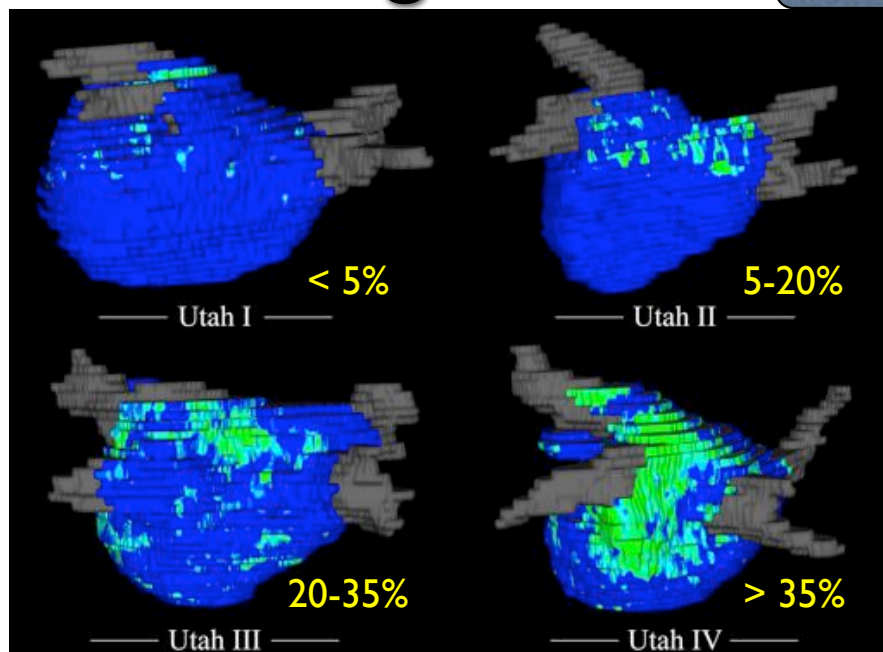 < 5%
Utah I
5-20%
Utah II
20-35%
Utah III
> 35%
Utah IV